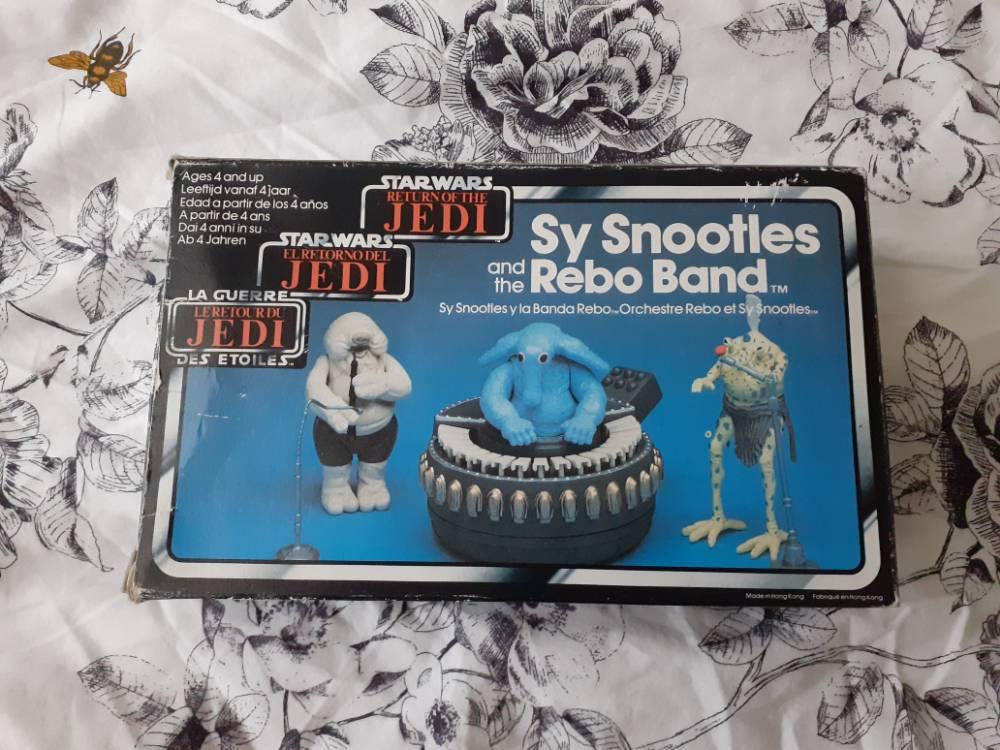 Ages 4 and up
Leeftijd vanaf 4 jaar
Edad a partir de los 4 años
A partir de 4 ans
Dai 4 anni in su
Ab 4 Jahren
STAR WARS
RETURN OF THE
JEDI
STAR WARS
EL RETORNO DEL
JEDI
LA GUERRE
LE RETOUR DU
JEDI
DES ETOILES™
Sy Snootles
and the Rebo Band™
Sy Snootles y la Banda Rebo™ Orchestre Rebo et Sy Snootles™
Made in Hong Kong Fabriqué en Hong Kong